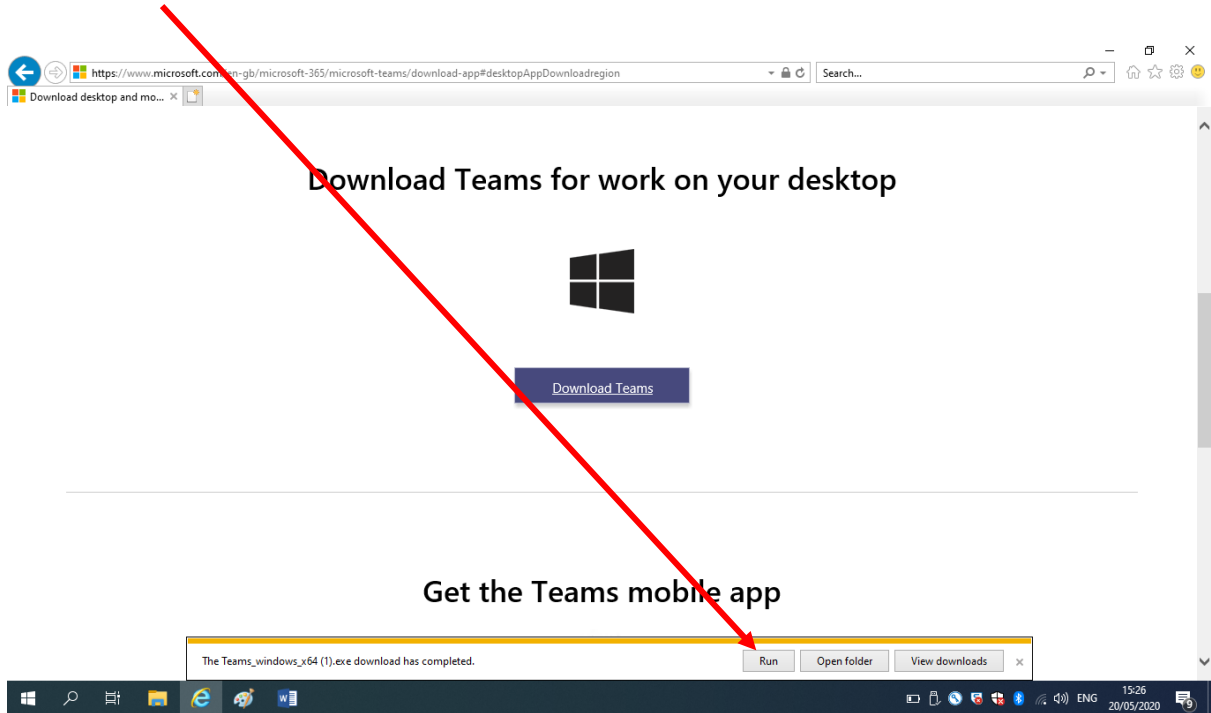 https://www.microsoft.com/en-gb/microsoft-365/microsoft-teams/download-app#desktopAppDownloadregion
Search...
Download desktop and mo...
Download Teams for work on your desktop
Download Teams
Get the Teams mobile app
The Teams_windows_x64 (1).exe download has completed.
Run
Open folder
View downloads
ENG
15:26
20/05/2020
9